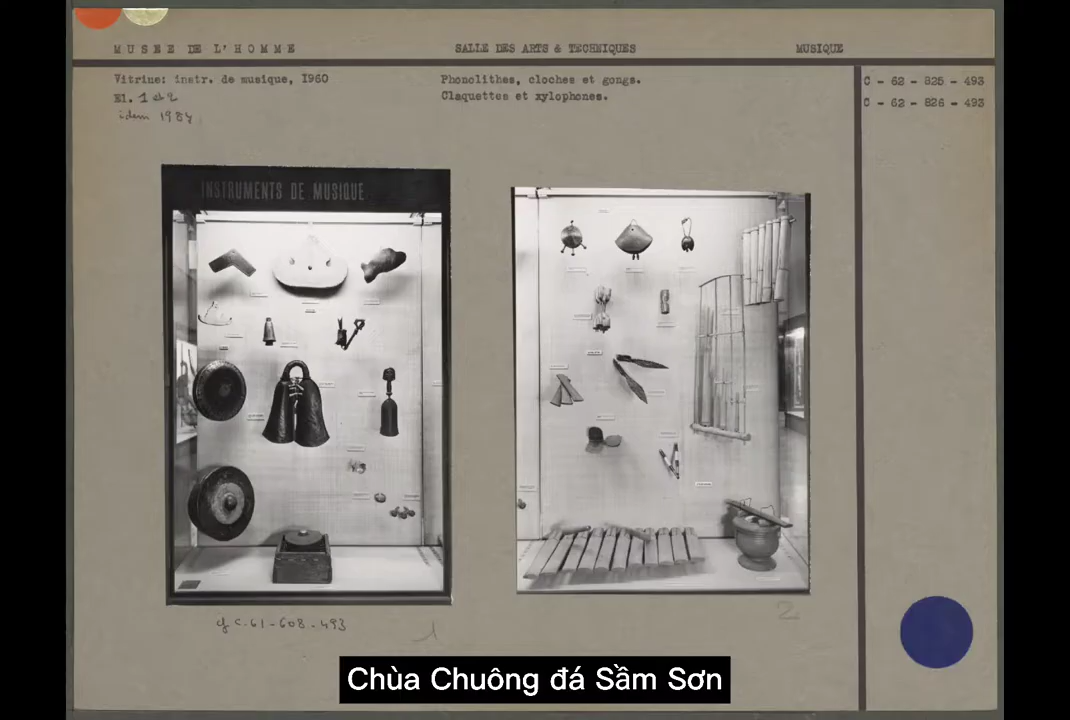 MUSEE DE L'HOMME
SALLE DES ARTS & TECHNIQUES
MUSIQUE
Vitrine: instr. de musique, 1960
El. 1 et 2
idem 1984
Phonolithes, cloches et gongs.
Claquettes et xylophones.
C - 62 - 825 - 493
C - 62 - 826 - 493
INSTRUMENTS DE MUSIQUE
cf C.61-608-493
1
2
Chùa Chuông đá Sầm Sơn